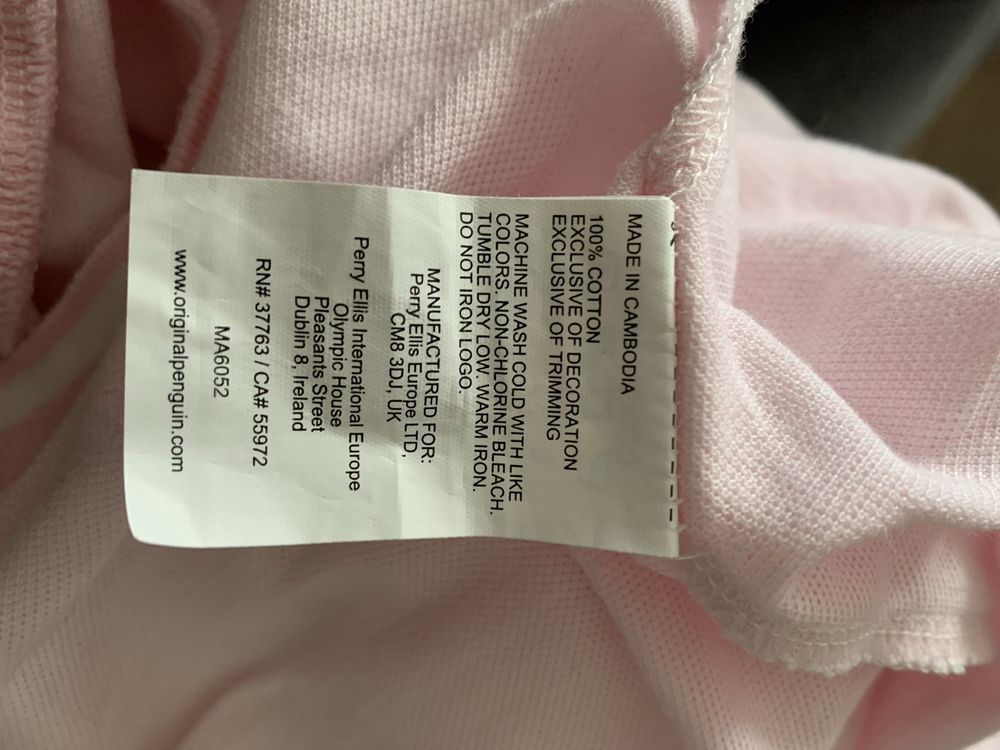 MADE IN CAMBODIA
100% COTTON
EXCLUSIVE OF DECORATION
EXCLUSIVE OF TRIMMING
MACHINE WASH COLD WITH LIKE
COLORS. NON-CHLORINE BLEACH.
TUMBLE DRY LOW. WARM IRON.
DO NOT IRON LOGO.
MANUFACTURED FOR:
Perry Ellis Europe LTD,
CM8 3DJ, UK
Perry Ellis International Europe
Olympic House
Pleasants Street
Dublin 8, Ireland
RN# 37763 / CA# 55972
MA6052
www.originalpenguin.com